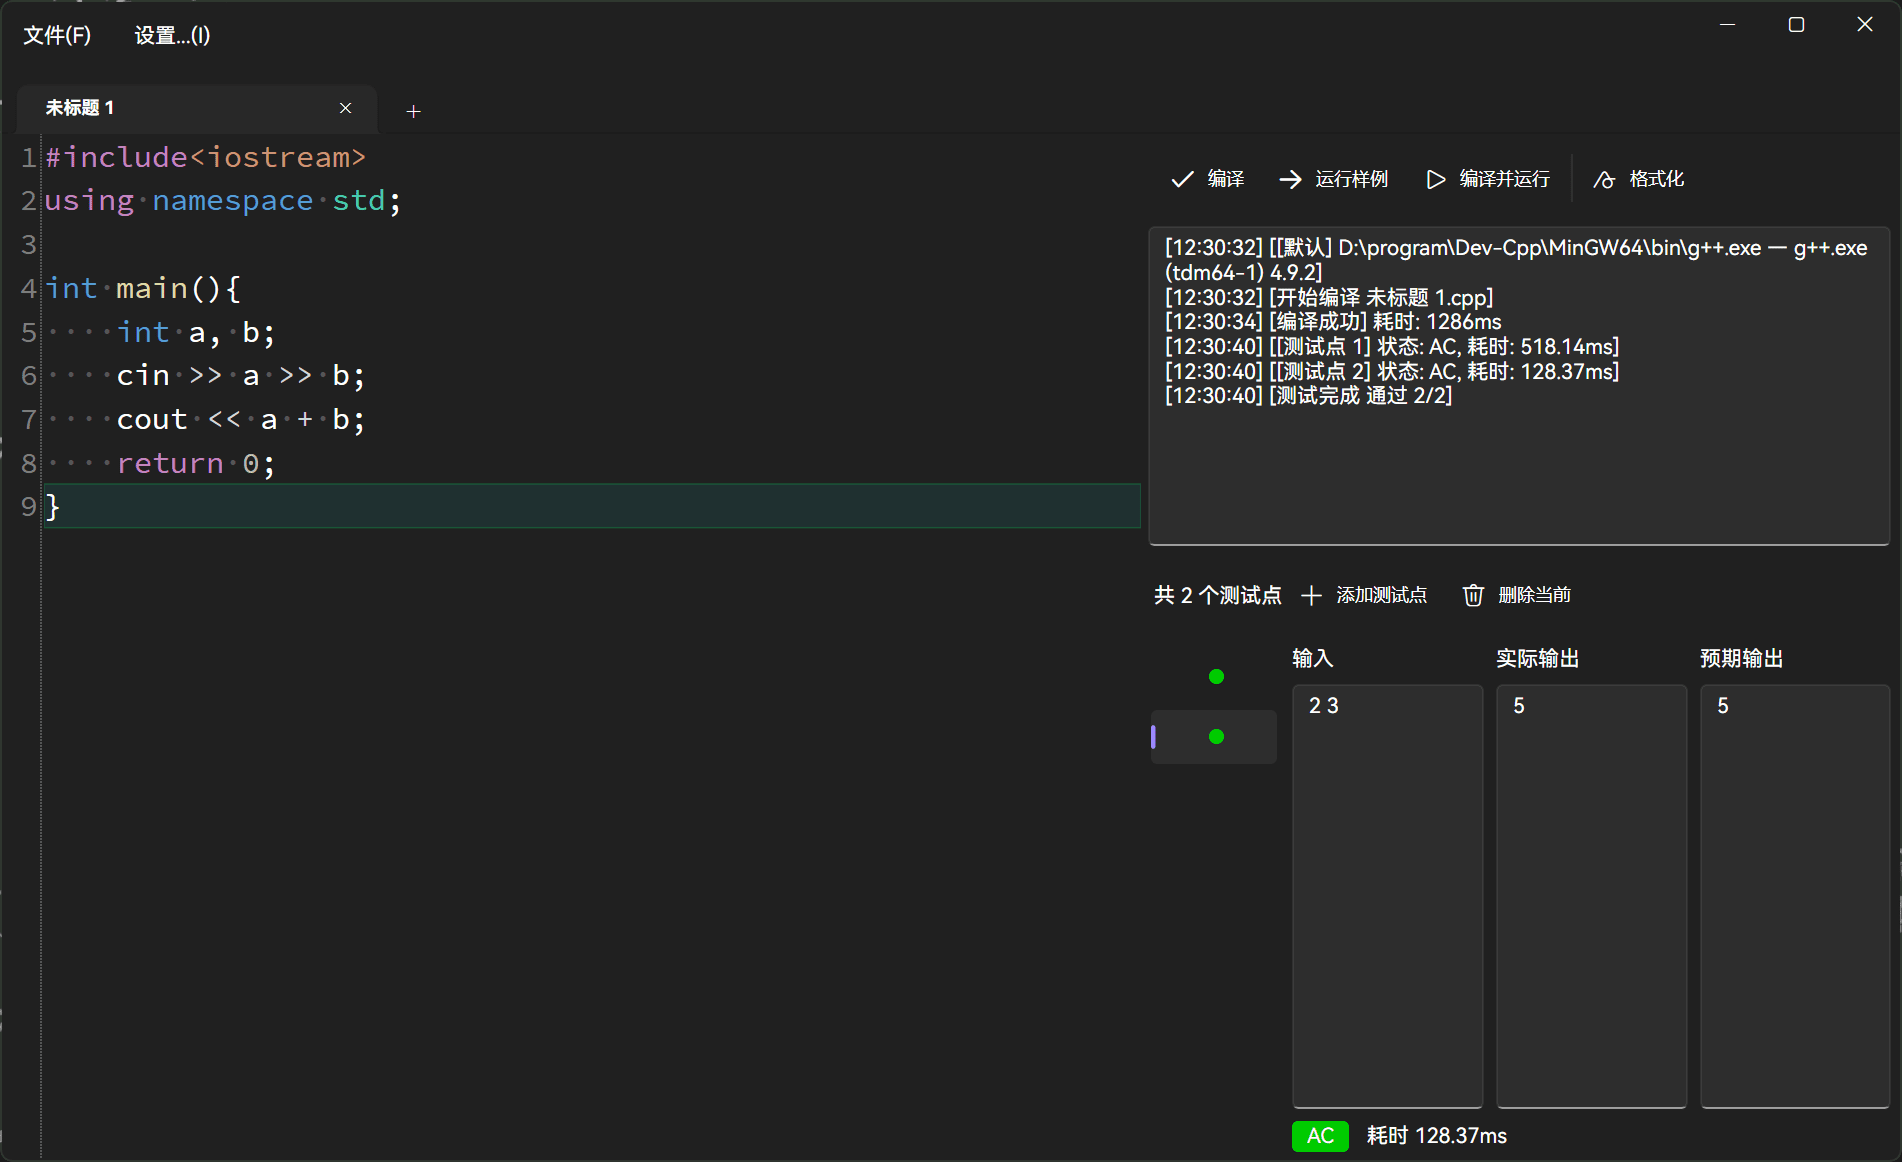 文件(F) 设置...(I)
未标题 1
1 #include<iostream>
2 using namespace std;
3
4 int main(){
5     int a, b;
6     cin >> a >> b;
7     cout << a + b;
8     return 0;
9 }
编译 运行样例 编译并运行 格式化
[12:30:32] [[默认] D:\program\Dev-Cpp\MinGW64\bin\g++.exe — g++.exe
(tdm64-1) 4.9.2]
[12:30:32] [开始编译 未标题 1.cpp]
[12:30:34] [编译成功] 耗时: 1286ms
[12:30:40] [[测试点 1] 状态: AC, 耗时: 518.14ms]
[12:30:40] [[测试点 2] 状态: AC, 耗时: 128.37ms]
[12:30:40] [测试完成 通过 2/2]
共 2 个测试点 添加测试点 删除当前
输入 实际输出 预期输出
2 3 5 5
AC 耗时 128.37ms